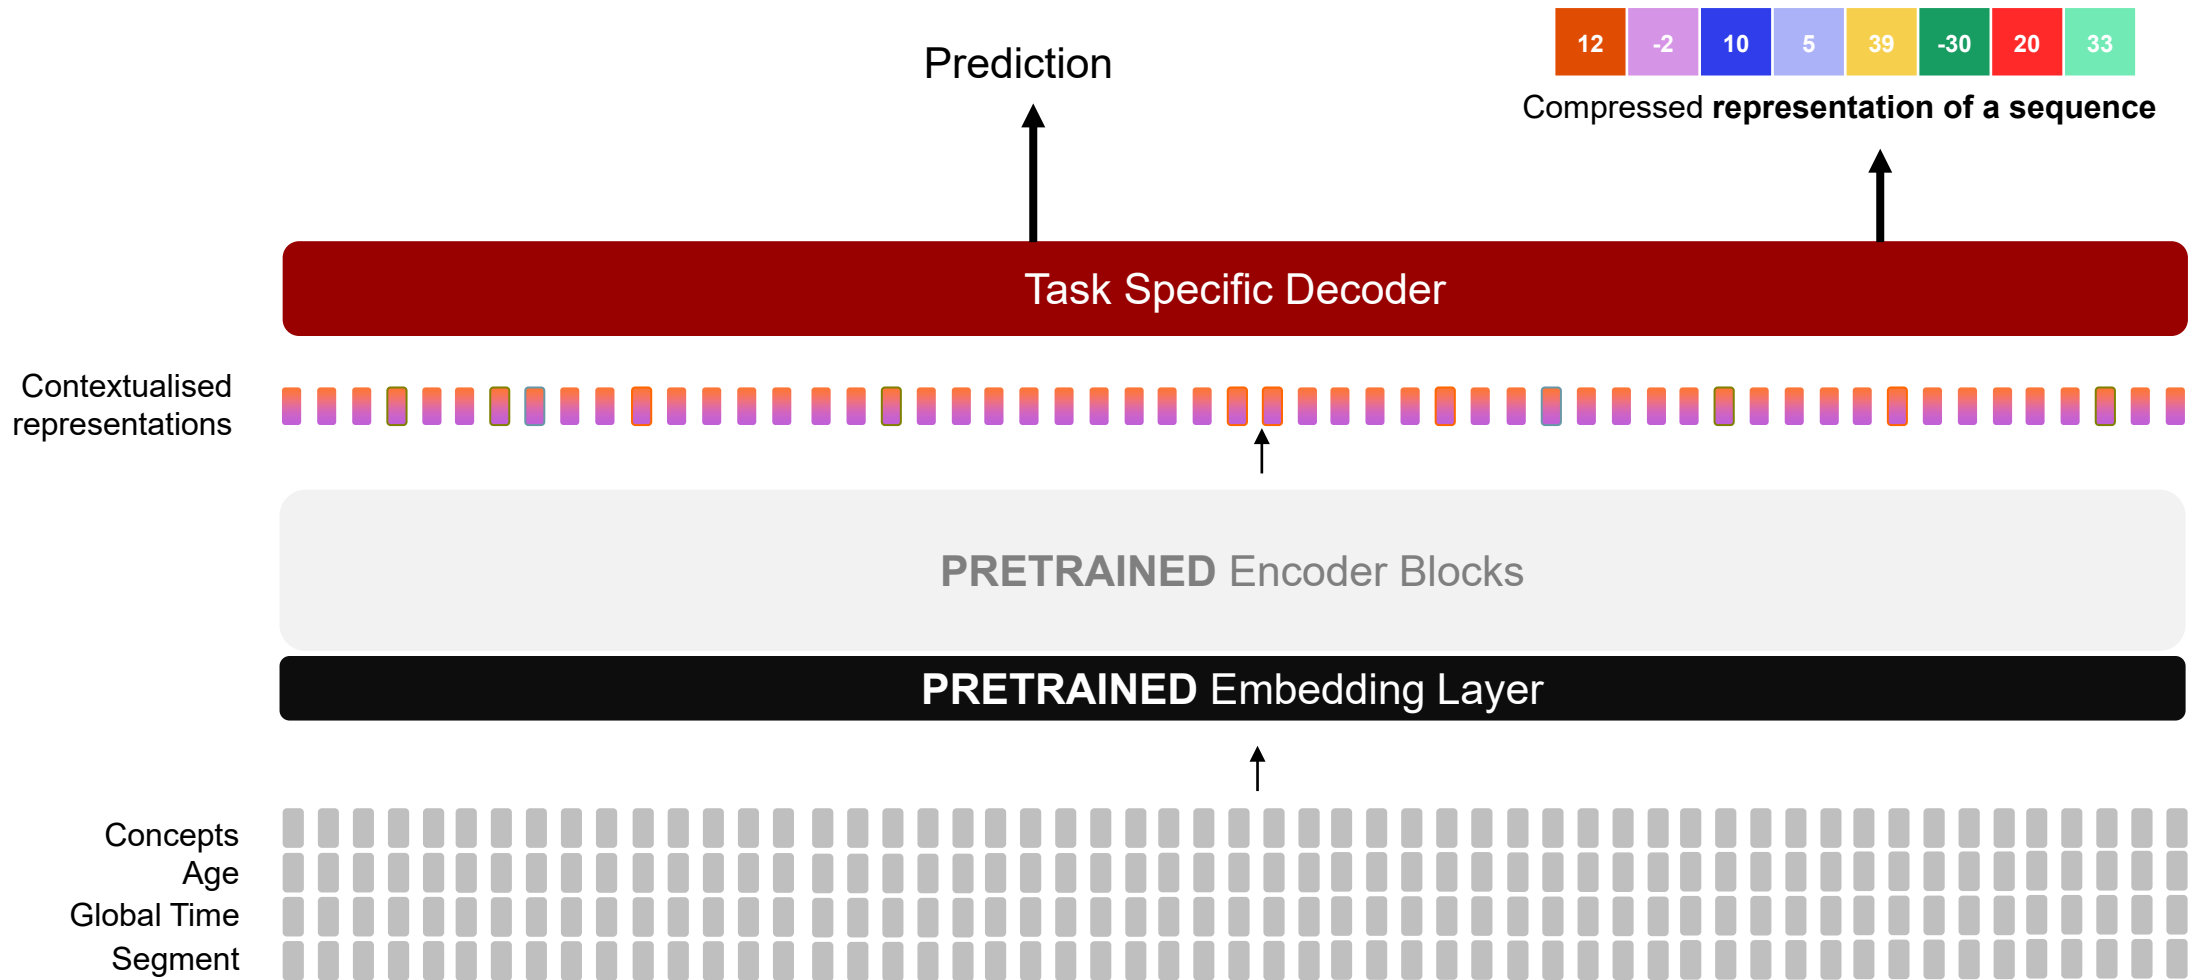 12 -2 10 5 39 -30 20 33
Prediction
Compressed representation of a sequence
Task Specific Decoder
Contextualised
representations
PRETRAINED Encoder Blocks
PRETRAINED Embedding Layer
Concepts
Age
Global Time
Segment